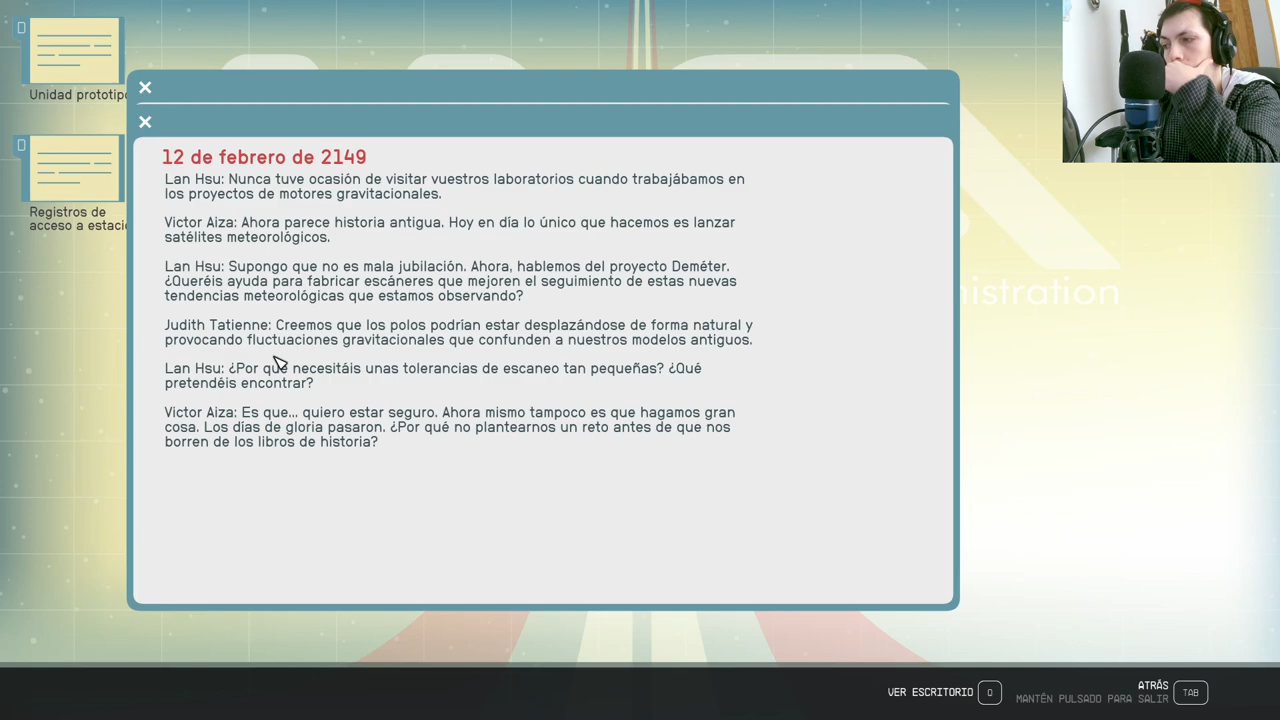 D
Unidad prototipo
D
Registros de
acceso a estació
12 de febrero de 2149
Lan Hsu: Nunca tuve ocasión de visitar vuestros laboratorios cuando trabajábamos en
los proyectos de motores gravitacionales.
Victor Aiza: Ahora parece historia antigua. Hoy en día lo único que hacemos es lanzar
satélites meteorológicos.
Lan Hsu: Supongo que no es mala jubilación. Ahora, hablemos del proyecto Deméter.
¿Queréis ayuda para fabricar escáneres que mejoren el seguimiento de estas nuevas
tendencias meteorológicas que estamos observando?
Judith Tatienne: Creemos que los polos podrían estar desplazándose de forma natural y
provocando fluctuaciones gravitacionales que confunden a nuestros modelos antiguos.
Lan Hsu: ¿Por qué necesitáis unas tolerancias de escaneo tan pequeñas? ¿Qué
pretendéis encontrar?
Victor Aiza: Es que... quiero estar seguro. Ahora mismo tampoco es que hagamos gran
cosa. Los días de gloria pasaron. ¿Por qué no plantearnos un reto antes de que nos
borren de los libros de historia?
nistration
VER ESCRITORIO Q
ATRÁS
MANTÉN PULSADO PARA SALIR TAB